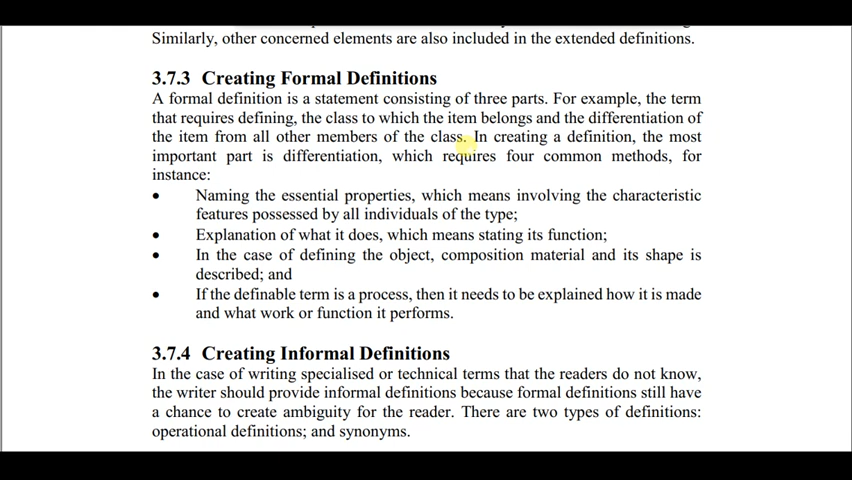 Similarly, other concerned elements are also included in the extended definitions.
3.7.3 Creating Formal Definitions
A formal definition is a statement consisting of three parts. For example, the term
that requires defining, the class to which the item belongs and the differentiation of
the item from all other members of the class. In creating a definition, the most
important part is differentiation, which requires four common methods, for
instance:
• Naming the essential properties, which means involving the characteristic
features possessed by all individuals of the type;
• Explanation of what it does, which means stating its function;
• In the case of defining the object, composition material and its shape is
described; and
• If the definable term is a process, then it needs to be explained how it is made
and what work or function it performs.
3.7.4 Creating Informal Definitions
In the case of writing specialised or technical terms that the readers do not know,
the writer should provide informal definitions because formal definitions still have
a chance to create ambiguity for the reader. There are two types of definitions:
operational definitions; and synonyms.